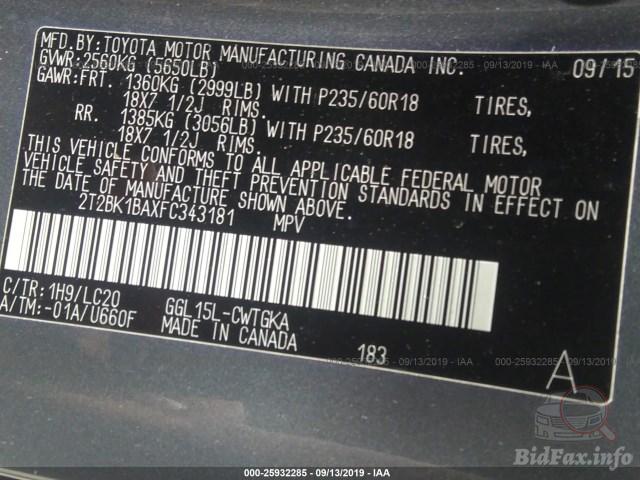 MFD.BY:TOYOTA MOTOR MANUFACTURING CANADA INC. 09/15
GVWR:2560KG (5650LB)
GAWR:FRT. 1360KG (2999LB) WITH P235/60R18 TIRES,
18X7 1/2J RIMS.
RR. 1385KG (3056LB) WITH P235/60R18 TIRES,
18X7 1/2J RIMS.
THIS VEHICLE CONFORMS TO ALL APPLICABLE FEDERAL MOTOR
VEHICLE SAFETY AND THEFT PREVENTION STANDARDS IN EFFECT ON
THE DATE OF MANUFACTURE SHOWN ABOVE.
2T2BK1BAXFC343181 MPV
C/TR:1H9/LC20 GGL15L-CWTGKA
A/TM:-01A/U660F MADE IN CANADA
183 A
BidFax.info
000-25932285 - 09/13/2019 - IAA